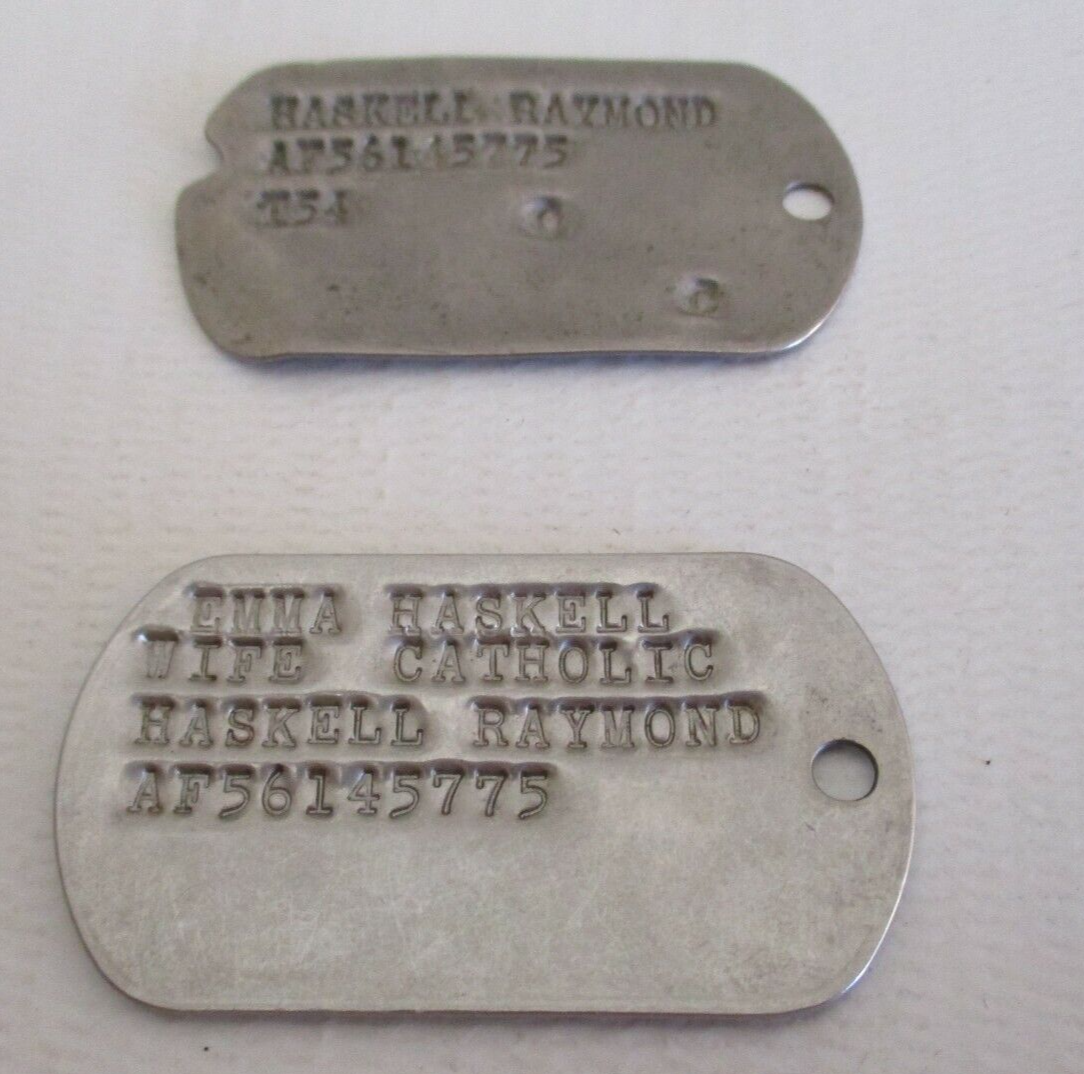 HASKELL RAYMOND
AF56145775
T54 O
O
EMMA HASKELL
WIFE CATHOLIC
HASKELL RAYMOND
AF56145775